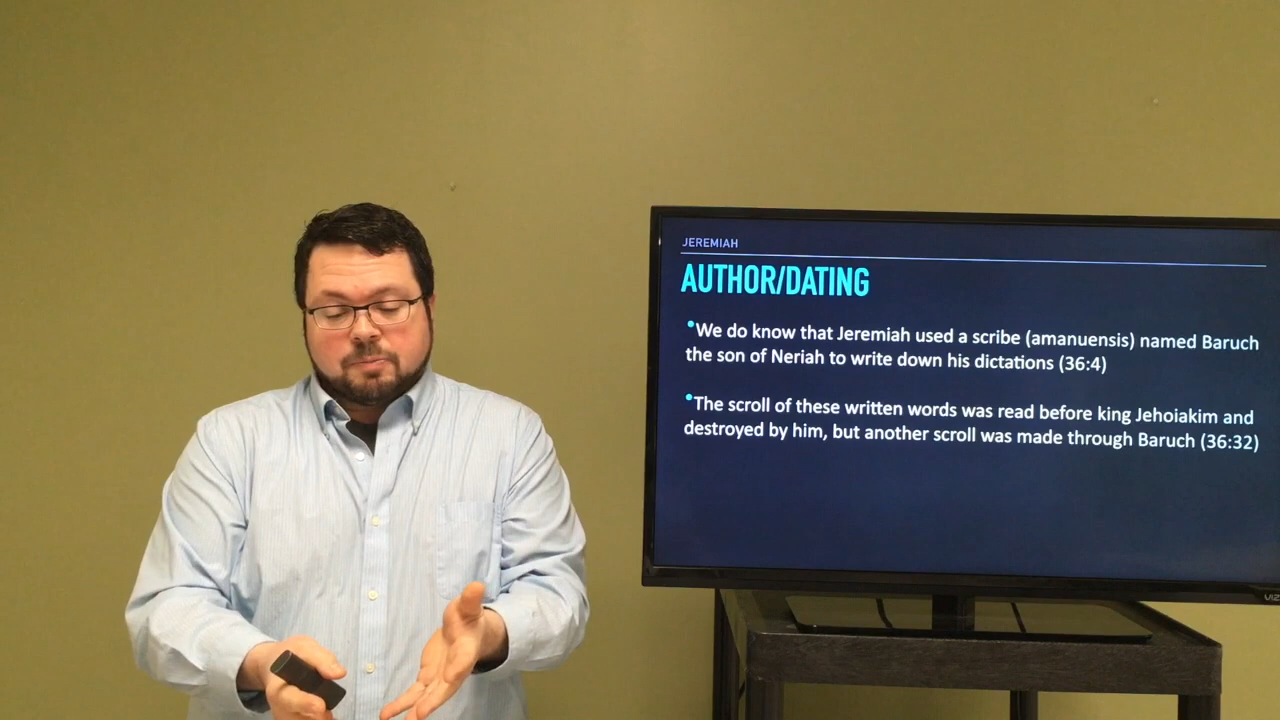 JEREMIAH
AUTHOR/DATING
•We do know that Jeremiah used a scribe (amanuensis) named Baruch
the son of Neriah to write down his dictations (36:4)
•The scroll of these written words was read before king Jehoiakim and
destroyed by him, but another scroll was made through Baruch (36:32)